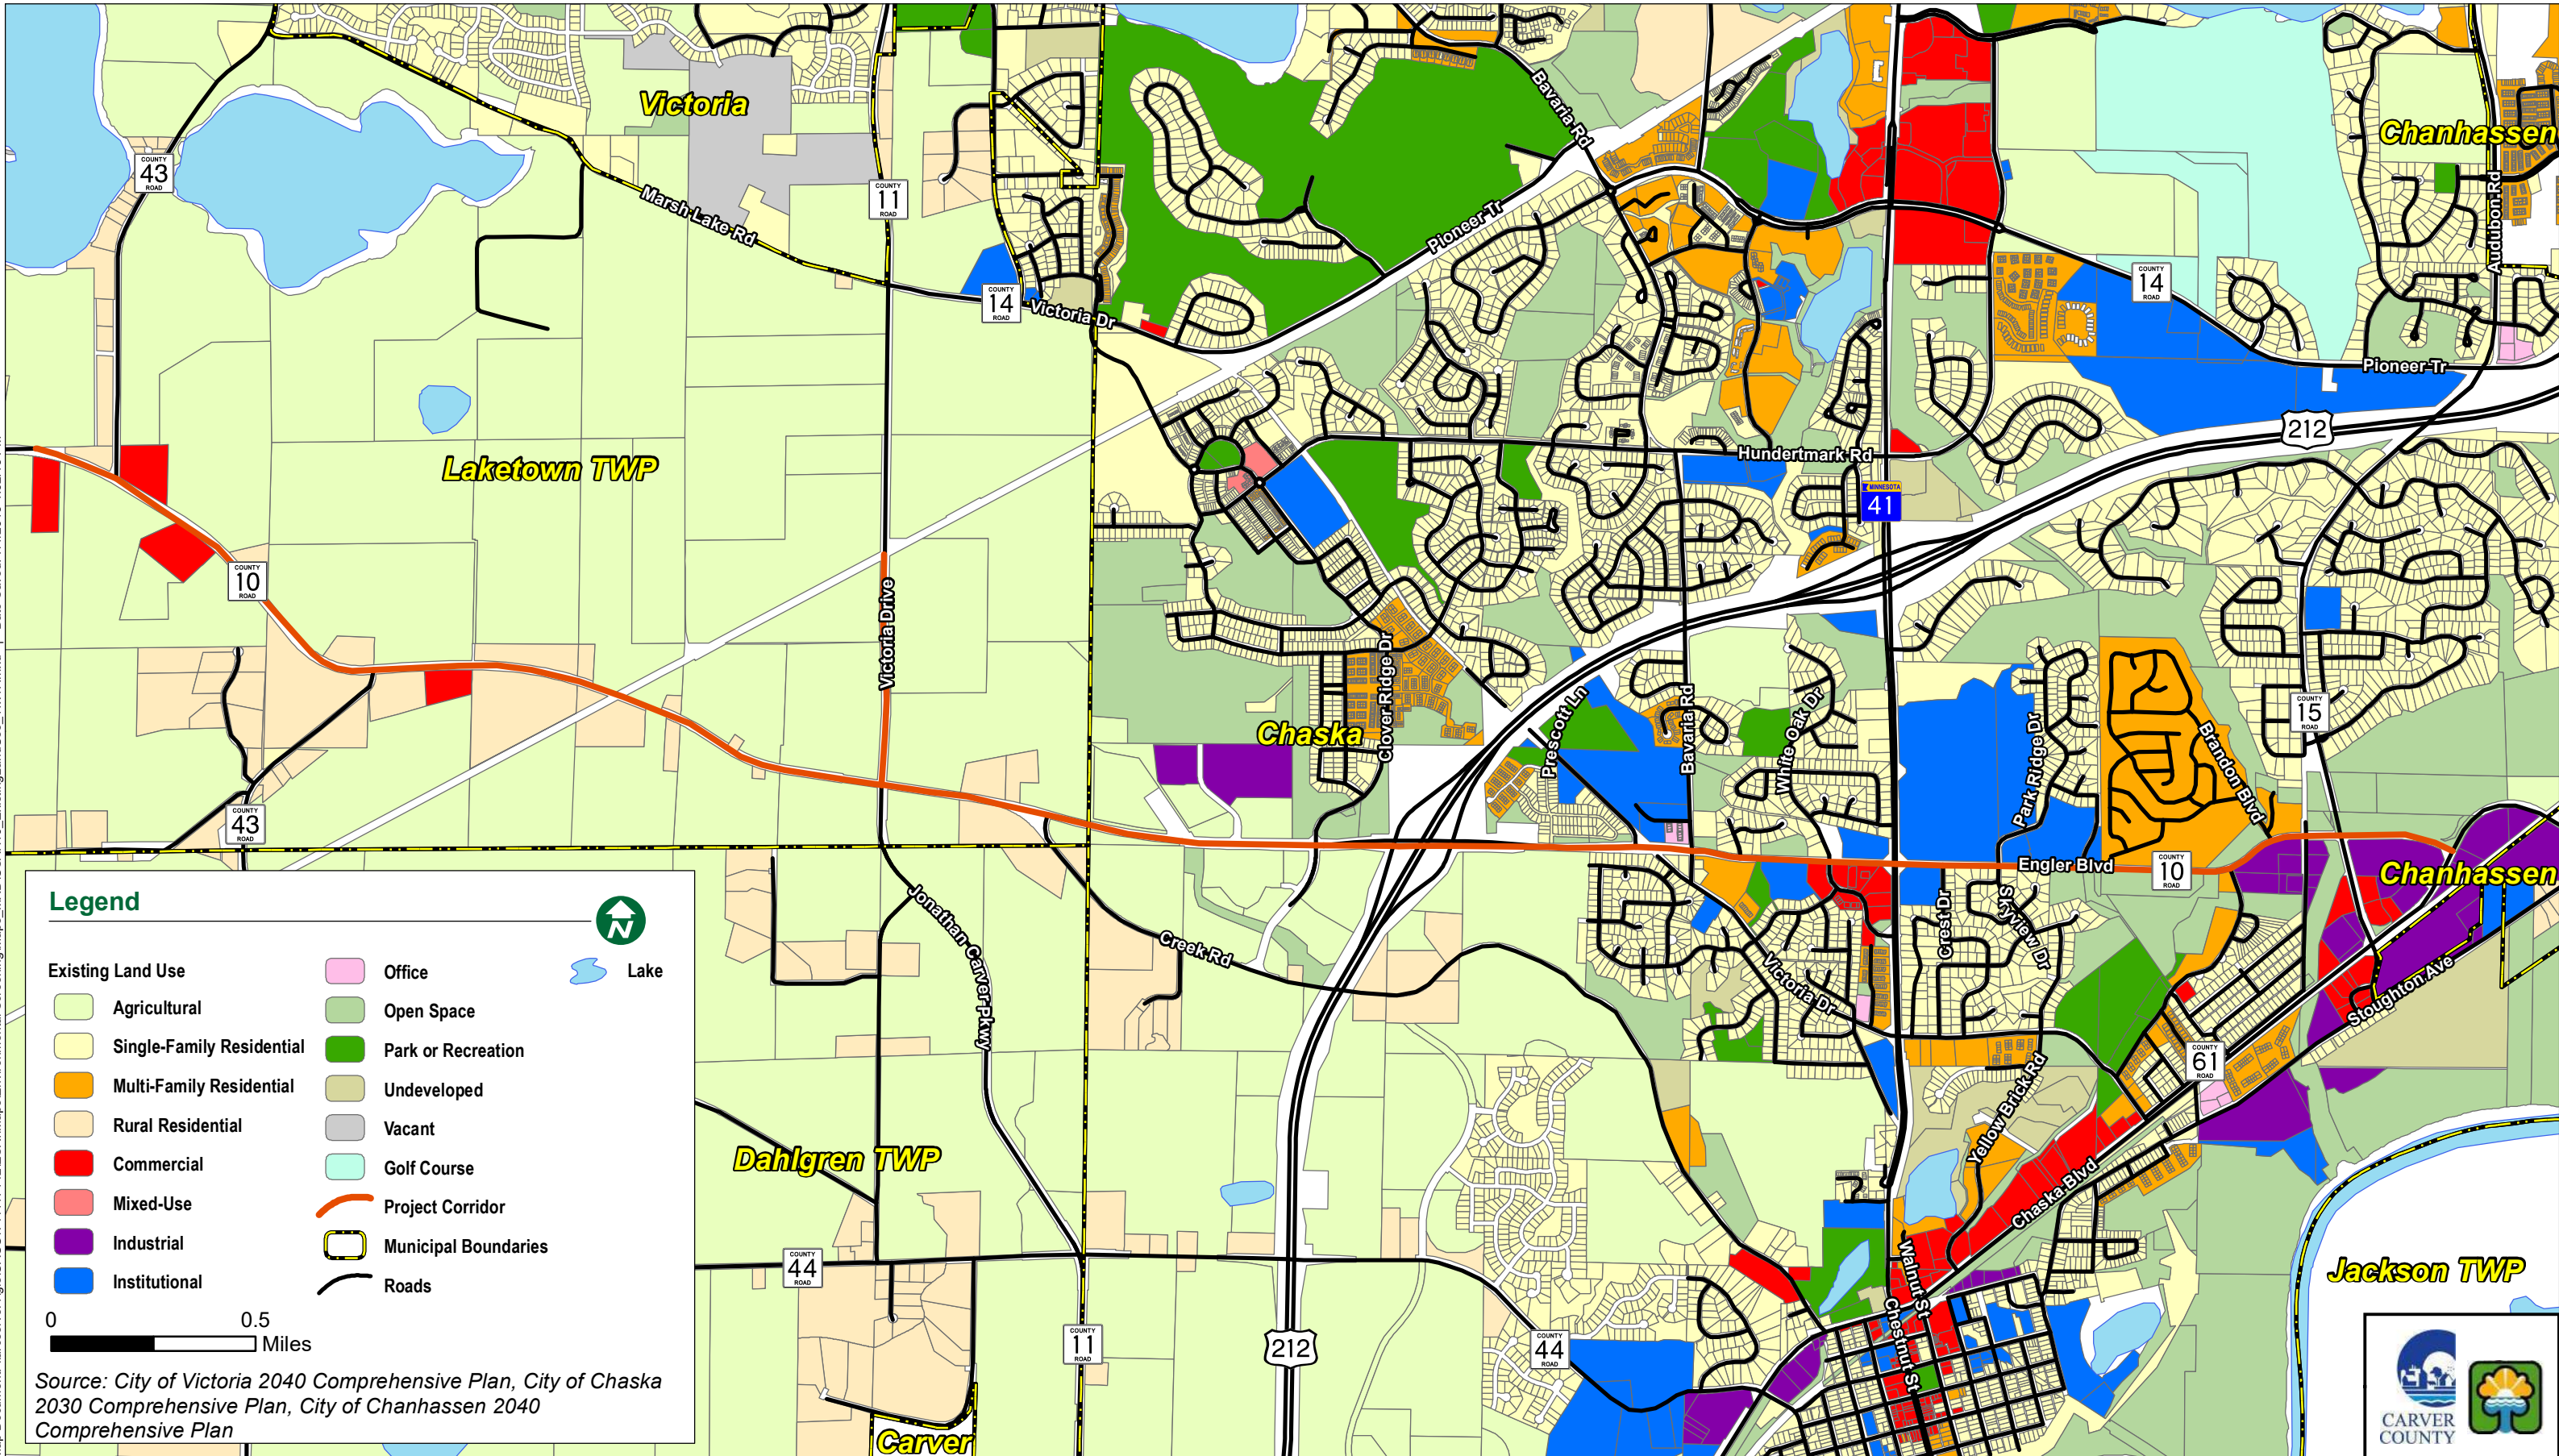 Victoria
Chanhassen
Bavaria Rd
COUNTY
43
ROAD
COUNTY
11
ROAD
Marsh Lake Rd
Pioneer Tr
Audubon Rd
COUNTY
14
ROAD
Victoria Dr
COUNTY
14
ROAD
Pioneer Tr
212
Hundertmark Rd
Laketown TWP
MINNESOTA
41
COUNTY
10
ROAD
Victoria Drive
Clover Ridge Dr
Prescott Ln
Bavaria Rd
White Oak Dr
Park Ridge Dr
Brandon Blvd
COUNTY
15
ROAD
Chaska
COUNTY
43
ROAD
Engler Blvd
COUNTY
10
ROAD
Chanhassen
Jonathan Carver Pkwy
Creek Rd
Crest Dr
Skyview Dr
Victoria Dr
Stoughton Ave
COUNTY
61
ROAD
Yellow Brick Rd
Dahlgren TWP
Chaska Blvd
Walnut St
Chestnut St
Jackson TWP
COUNTY
44
ROAD
COUNTY
11
ROAD
212
COUNTY
44
ROAD
Carver
Legend
N
Existing Land Use
Agricultural
Single-Family Residential
Multi-Family Residential
Rural Residential
Commercial
Mixed-Use
Industrial
Institutional
Office
Open Space
Park or Recreation
Undeveloped
Vacant
Golf Course
Project Corridor
Municipal Boundaries
Roads
Lake
0 0.5
Miles
Source: City of Victoria 2040 Comprehensive Plan, City of Chaska
2030 Comprehensive Plan, City of Chanhassen 2040
Comprehensive Plan
CARVER
COUNTY